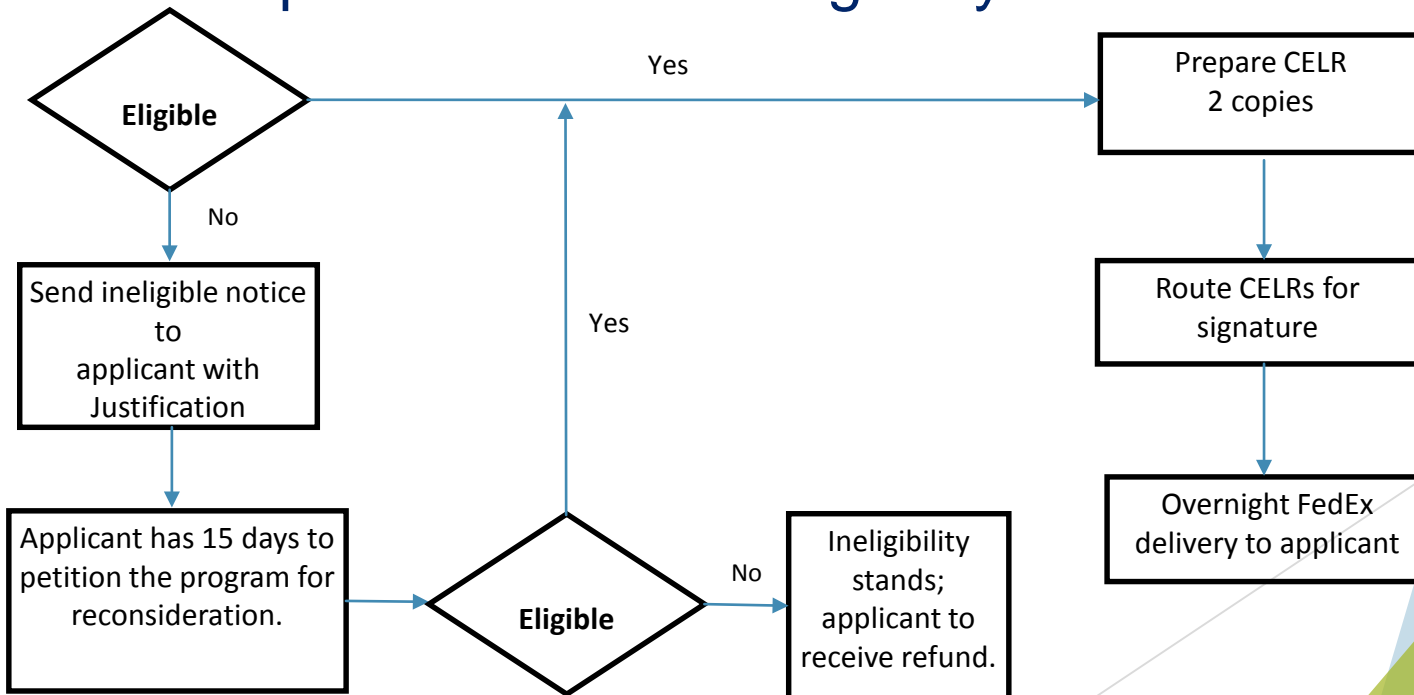 Eligible
Yes
Prepare CELR
2 copies
No
Send ineligible notice
to
applicant with
Justification
Yes
Route CELRs for
signature
Applicant has 15 days to
petition the program for
reconsideration.
Eligible
No
Ineligibility
stands;
applicant to
receive refund.
Overnight FedEx
delivery to applicant